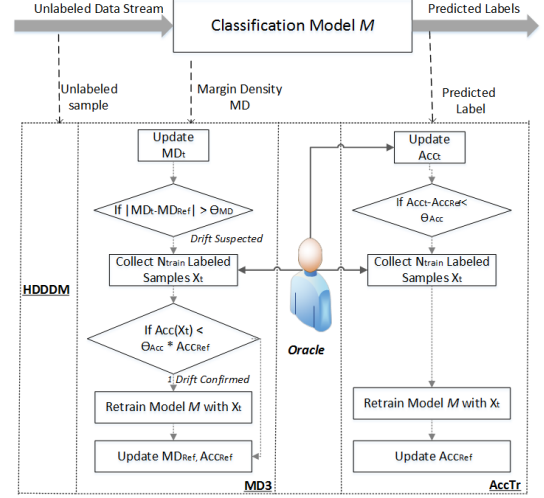 Unlabeled Data Stream
Classification Model M
Predicted Labels
Unlabeled
sample
Margin Density
MD
Predicted
Label
Update
MDt
Update
Acct
If |MDt-MDRef| > ӨMD
If Acct-AccRef<
ӨAcc
Drift Suspected
Collect Ntrain Labeled
Samples Xt
Collect Ntrain Labeled
Samples Xt
HDDDM
Oracle
If Acc(Xt) <
ӨAcc * AccRef
Drift Confirmed
Retrain Model M with Xt
Retrain Model M with Xt
Update MDRef, AccRef
Update AccRef
MD3
AccTr